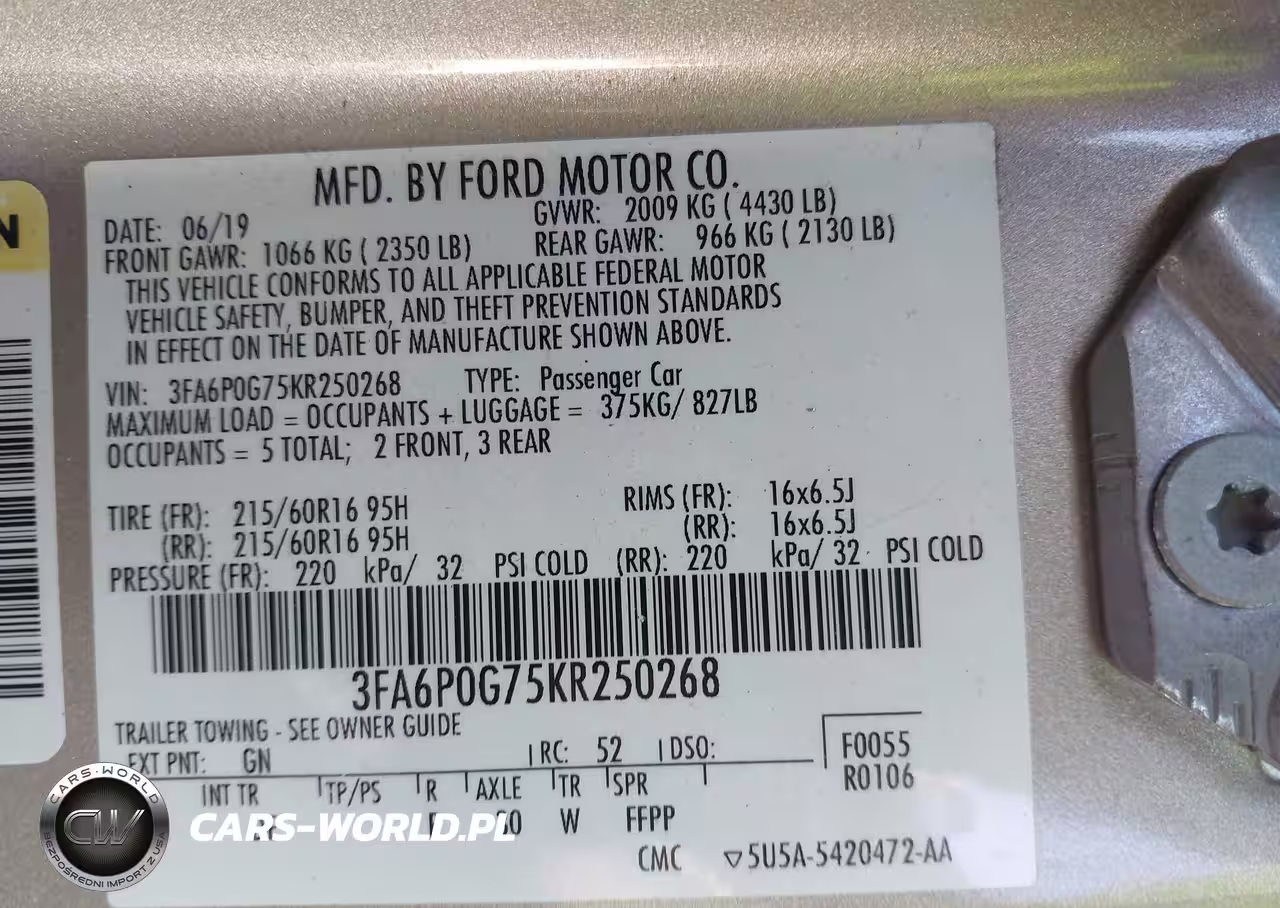 N
MFD. BY FORD MOTOR CO.
DATE: 06/19 GVWR: 2009 KG ( 4430 LB)
FRONT GAWR: 1066 KG ( 2350 LB) REAR GAWR: 966 KG ( 2130 LB)
THIS VEHICLE CONFORMS TO ALL APPLICABLE FEDERAL MOTOR
VEHICLE SAFETY, BUMPER, AND THEFT PREVENTION STANDARDS
IN EFFECT ON THE DATE OF MANUFACTURE SHOWN ABOVE.
VIN: 3FA6P0G75KR250268 TYPE: Passenger Car
MAXIMUM LOAD = OCCUPANTS + LUGGAGE = 375KG/ 827LB
OCCUPANTS = 5 TOTAL; 2 FRONT, 3 REAR
TIRE (FR): 215/60R16 95H RIMS (FR): 16x6.5J
(RR): 215/60R16 95H (RR): 16x6.5J
PRESSURE (FR): 220 kPa/ 32 PSI COLD (RR): 220 kPa/ 32 PSI COLD
3FA6P0G75KR250268
TRAILER TOWING - SEE OWNER GUIDE
EXT PNT: GN RC: 52 DSO: F0055
R0106
INT TR TP/PS R AXLE TR SPR
W FFPP
CMC ▽5U5A-5420472-AA
CARS-WORLD
CW
BEZPOŚREDNI IMPORT Z USA
CARS-WORLD.PL